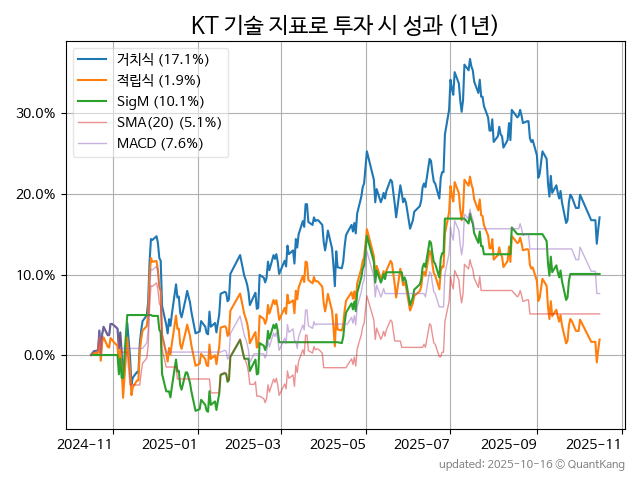 KT 기술 지표로 투자 시 성과 (1년)
거치식 (17.1%)
적립식 (1.9%)
SigM (10.1%)
SMA(20) (5.1%)
MACD (7.6%)
30.0%
20.0%
10.0%
0.0%
2024-11 2025-01 2025-03 2025-05 2025-07 2025-09 2025-11
updated: 2025-10-16 © QuantKang